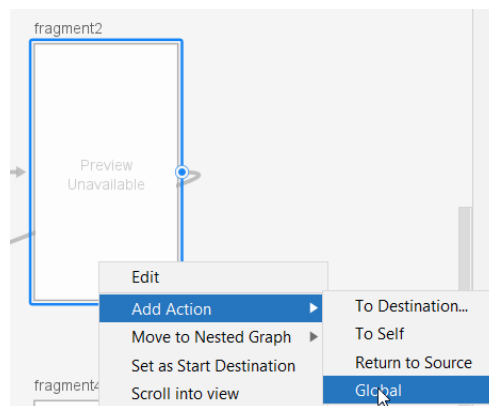 fragment2
Preview
Unavailable
Edit
Add Action
Move to Nested Graph
Set as Start Destination
Scroll into view
To Destination...
To Self
Return to Source
Global
fragment4